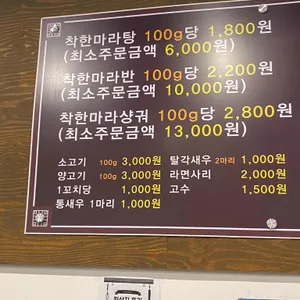 착한마라탕 100g당 1,800원
(최소주문금액 6,000원)
착한마라반 100g당 2,200원
(최소주문금액 10,000원)
착한마라샹궈 100g당 2,800원
(최소주문금액 13,000원)
소고기 100g 3,000원 탈각새우 2마리 1,000원
양고기 100g 3,000원 라면사리 2,000원
1꼬치당 1,000원 고수 1,500원
통새우 1마리 1,000원